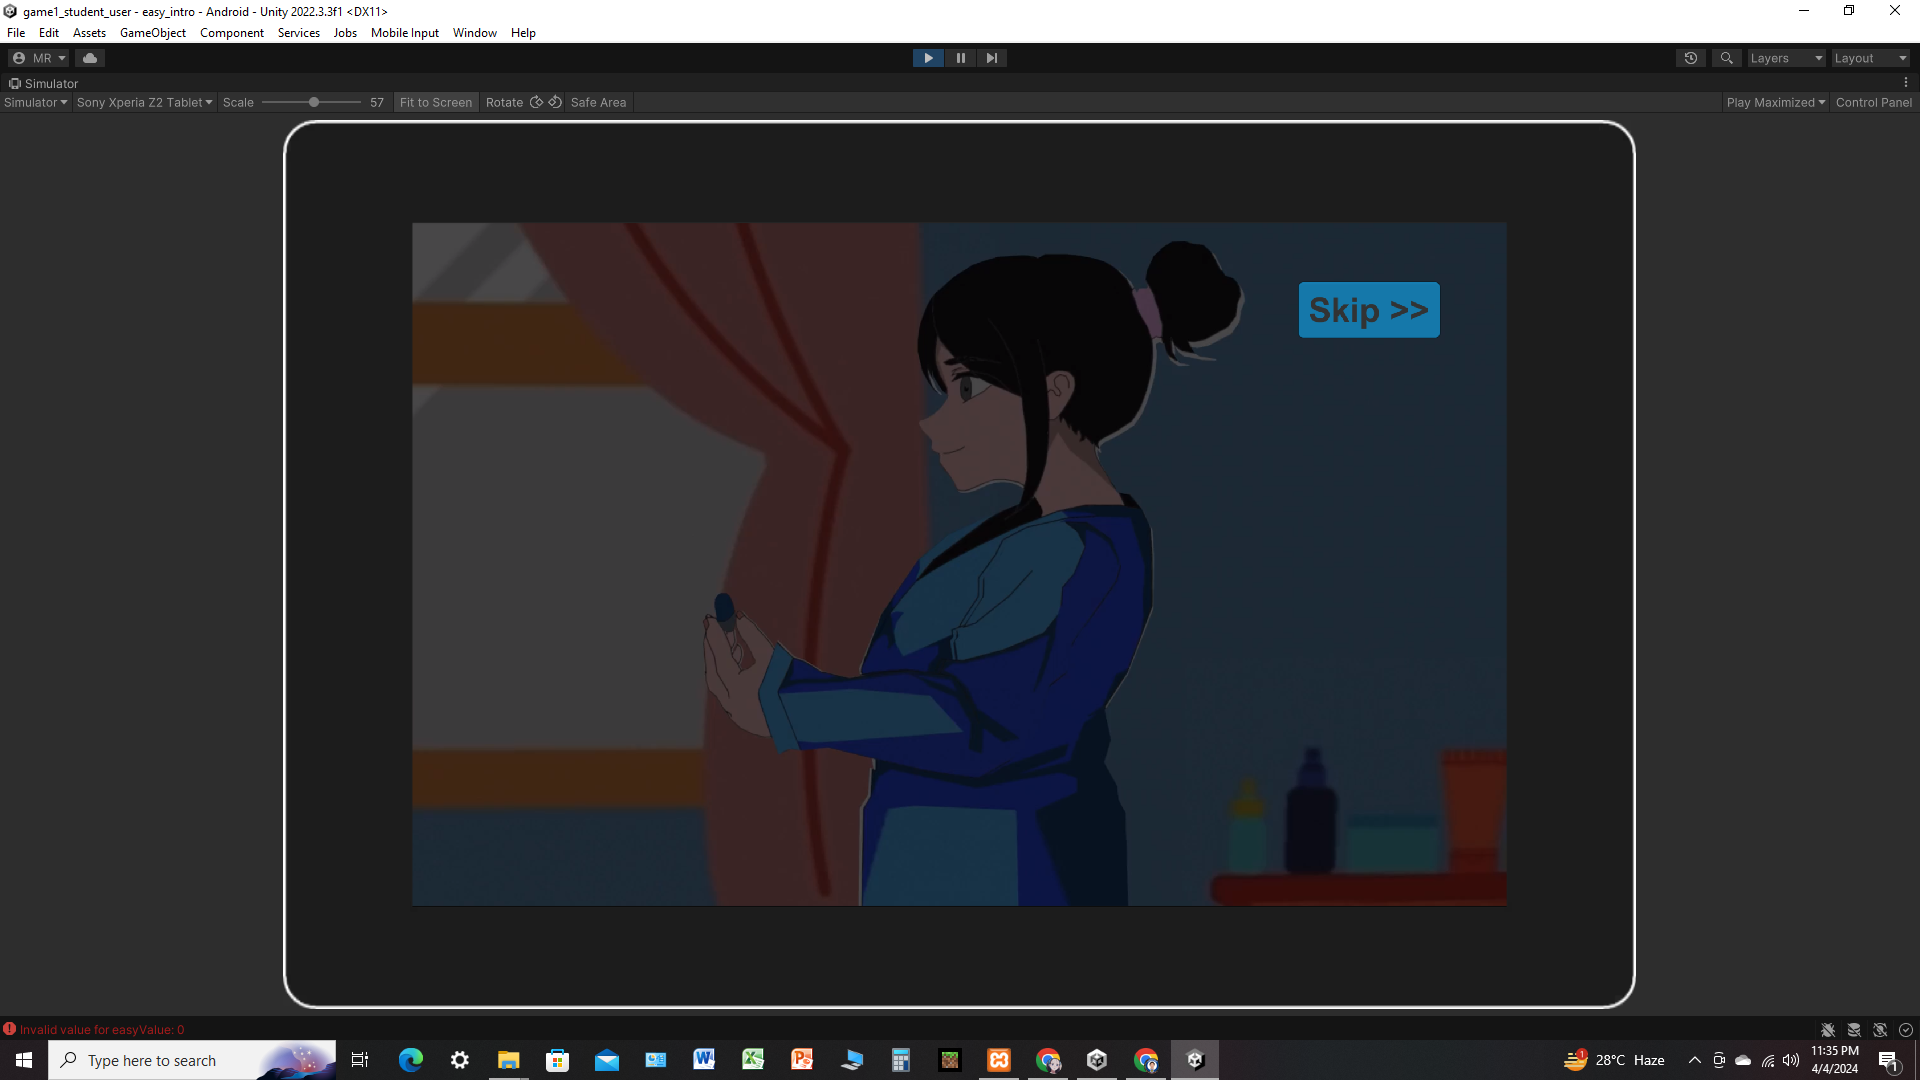 game1_student_user - easy_intro - Android - Unity 2022.3.3f1 <DX11>
File Edit Assets GameObject Component Services Jobs Mobile Input Window Help
MR Layers Layout
Simulator
Simulator Sony Xperia Z2 Tablet Scale 57 Fit to Screen Rotate Safe Area Play Maximized Control Panel
Skip >>
Invalid value for easyValue: 0
Type here to search 1 28°C Haze 11:35 PM
4/4/2024 1